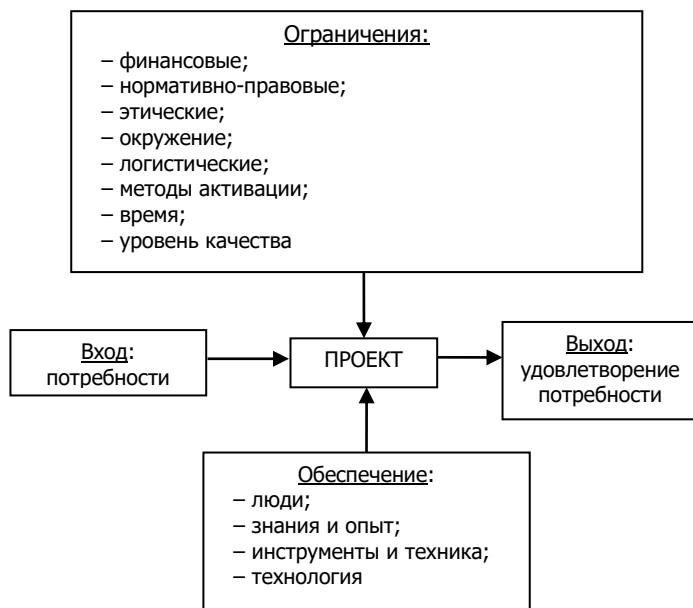 Ограничения:
– финансовые;
– нормативно-правовые;
– этические;
– окружение;
– логистические;
– методы активации;
– время;
– уровень качества
Вход:
потребности
ПРОЕКТ
Выход:
удовлетворение
потребности
Обеспечение:
– люди;
– знания и опыт;
– инструменты и техника;
– технология